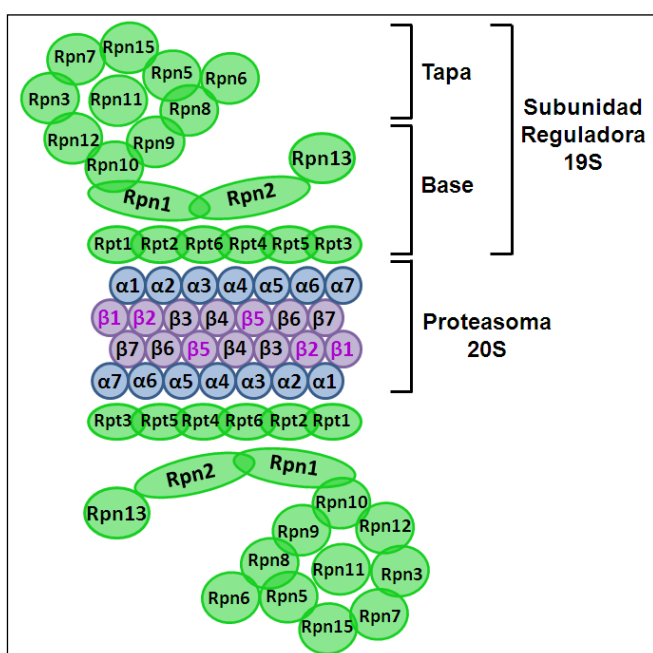 Rpn15
Rpn7
Rpn5
Rpn6
Rpn3
Rpn11
Rpn8
Rpn12
Rpn9
Rpn10
Rpn13
Rpn1
Rpn2
Tapa
Base
Subunidad
Reguladora
19S
Rpt1 Rpt2 Rpt6 Rpt4 Rpt5 Rpt3
α1 α2 α3 α4 α5 α6 α7
β1 β2 β3 β4 β5 β6 β7
β7 β6 β5 β4 β3 β2 β1
α7 α6 α5 α4 α3 α2 α1
Proteasoma
20S
Rpt3 Rpt5 Rpt4 Rpt6 Rpt2 Rpt1
Rpn2
Rpn1
Rpn13
Rpn10
Rpn9
Rpn12
Rpn8
Rpn11
Rpn3
Rpn6
Rpn5
Rpn7
Rpn15